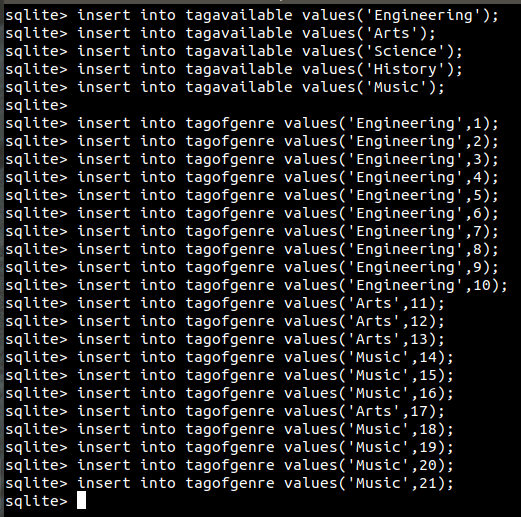 sqlite> insert into tagavailable values('Engineering');
sqlite> insert into tagavailable values('Arts');
sqlite> insert into tagavailable values('Science');
sqlite> insert into tagavailable values('History');
sqlite> insert into tagavailable values('Music');
sqlite>
sqlite> insert into tagofgenre values('Engineering',1);
sqlite> insert into tagofgenre values('Engineering',2);
sqlite> insert into tagofgenre values('Engineering',3);
sqlite> insert into tagofgenre values('Engineering',4);
sqlite> insert into tagofgenre values('Engineering',5);
sqlite> insert into tagofgenre values('Engineering',6);
sqlite> insert into tagofgenre values('Engineering',7);
sqlite> insert into tagofgenre values('Engineering',8);
sqlite> insert into tagofgenre values('Engineering',9);
sqlite> insert into tagofgenre values('Engineering',10);
sqlite> insert into tagofgenre values('Arts',11);
sqlite> insert into tagofgenre values('Arts',12);
sqlite> insert into tagofgenre values('Arts',13);
sqlite> insert into tagofgenre values('Music',14);
sqlite> insert into tagofgenre values('Music',15);
sqlite> insert into tagofgenre values('Music',16);
sqlite> insert into tagofgenre values('Arts',17);
sqlite> insert into tagofgenre values('Music',18);
sqlite> insert into tagofgenre values('Music',19);
sqlite> insert into tagofgenre values('Music',20);
sqlite> insert into tagofgenre values('Music',21);
sqlite>